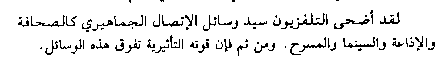 لقد أضحى التلفزيون سيد وسائل الإتصال الجماهيري كالصحافة
والإذاعة والسينما والمسرح. ومن ثم فإن قوته التأثيرية تفوق هذه الوسائل.